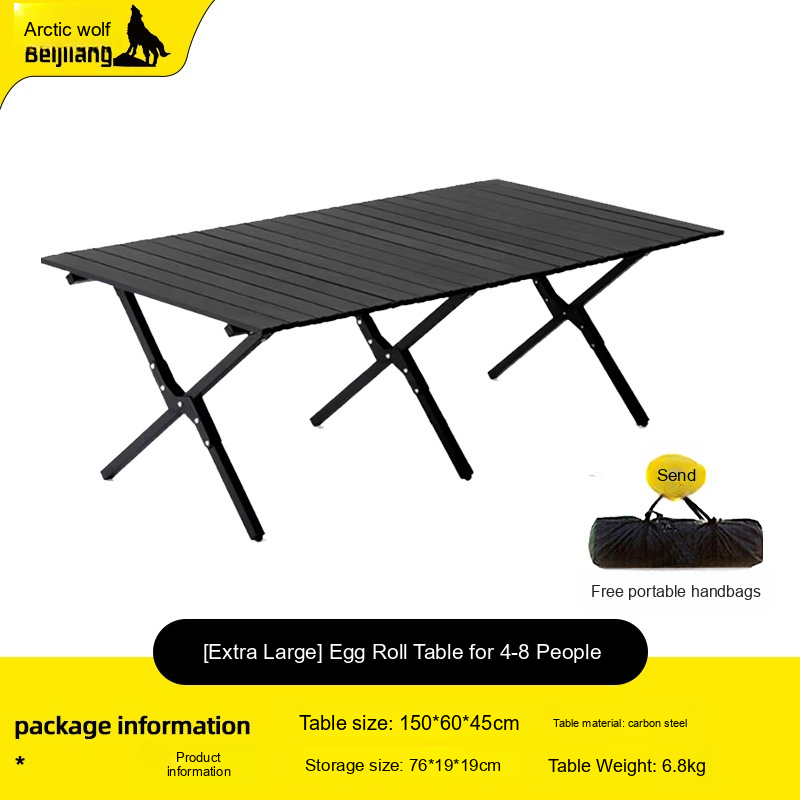 Arctic wolf
Beijilang
Send
Free portable handbags
[Extra Large] Egg Roll Table for 4-8 People
package information
Table size: 150*60*45cm
Table material: carbon steel
*
Product
information
Storage size: 76*19*19cm
Table Weight: 6.8kg